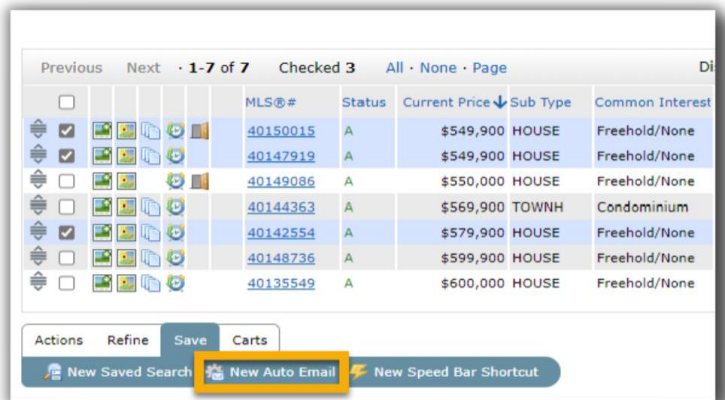 Previous Next · 1-7 of 7 Checked 3 All · None · Page
MLS®# Status Current Price Sub Type Common Interest
40150015 A $549,900 HOUSE Freehold/None
40147919 A $549,900 HOUSE Freehold/None
40149086 A $550,000 HOUSE Freehold/None
40144363 A $569,900 TOWNH Condominium
40142554 A $579,900 HOUSE Freehold/None
40148736 A $599,900 HOUSE Freehold/None
40135549 A $600,000 HOUSE Freehold/None
Actions Refine Save Carts
New Saved Search New Auto Email New Speed Bar Shortcut